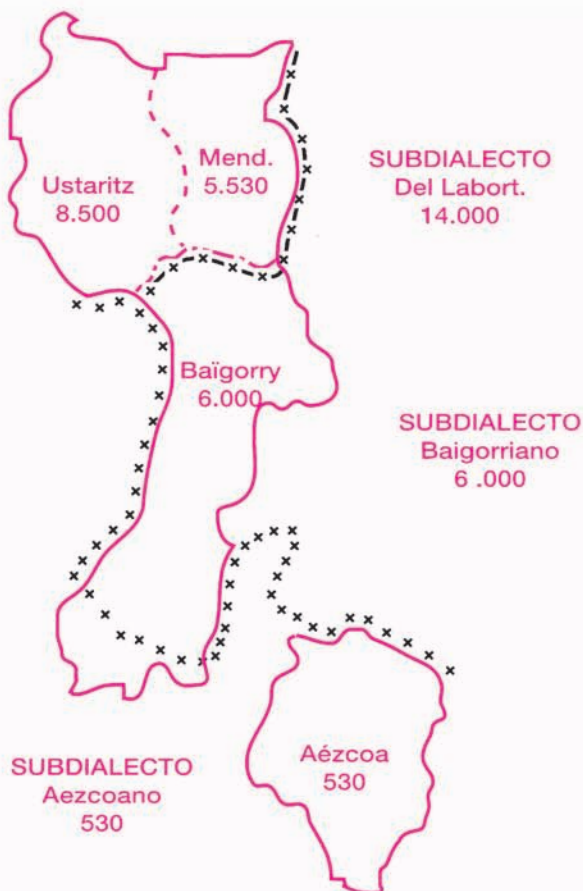 Mend.
5.530
Ustaritz
8.500
SUBDIALECTO
Del Labort.
14.000
Baïgorry
6.000
SUBDIALECTO
Baigorriano
6 .000
Aézcoa
530
SUBDIALECTO
Aezcoano
530